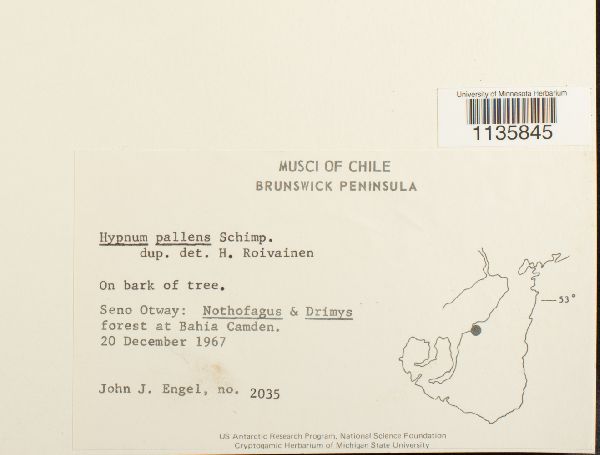 University of Minnesota Herbarium
1135845
MUSCI OF CHILE
BRUNSWICK PENINSULA
Hypnum pallens Schimp.
dup. det. H. Roivainen
On bark of tree.
Seno Otway: Nothofagus & Drimys
forest at Bahia Camden.
20 December 1967
John J. Engel, no. 2035
53°
US Antarctic Research Program, National Science Foundation
Cryptogamic Herbarium of Michigan State University